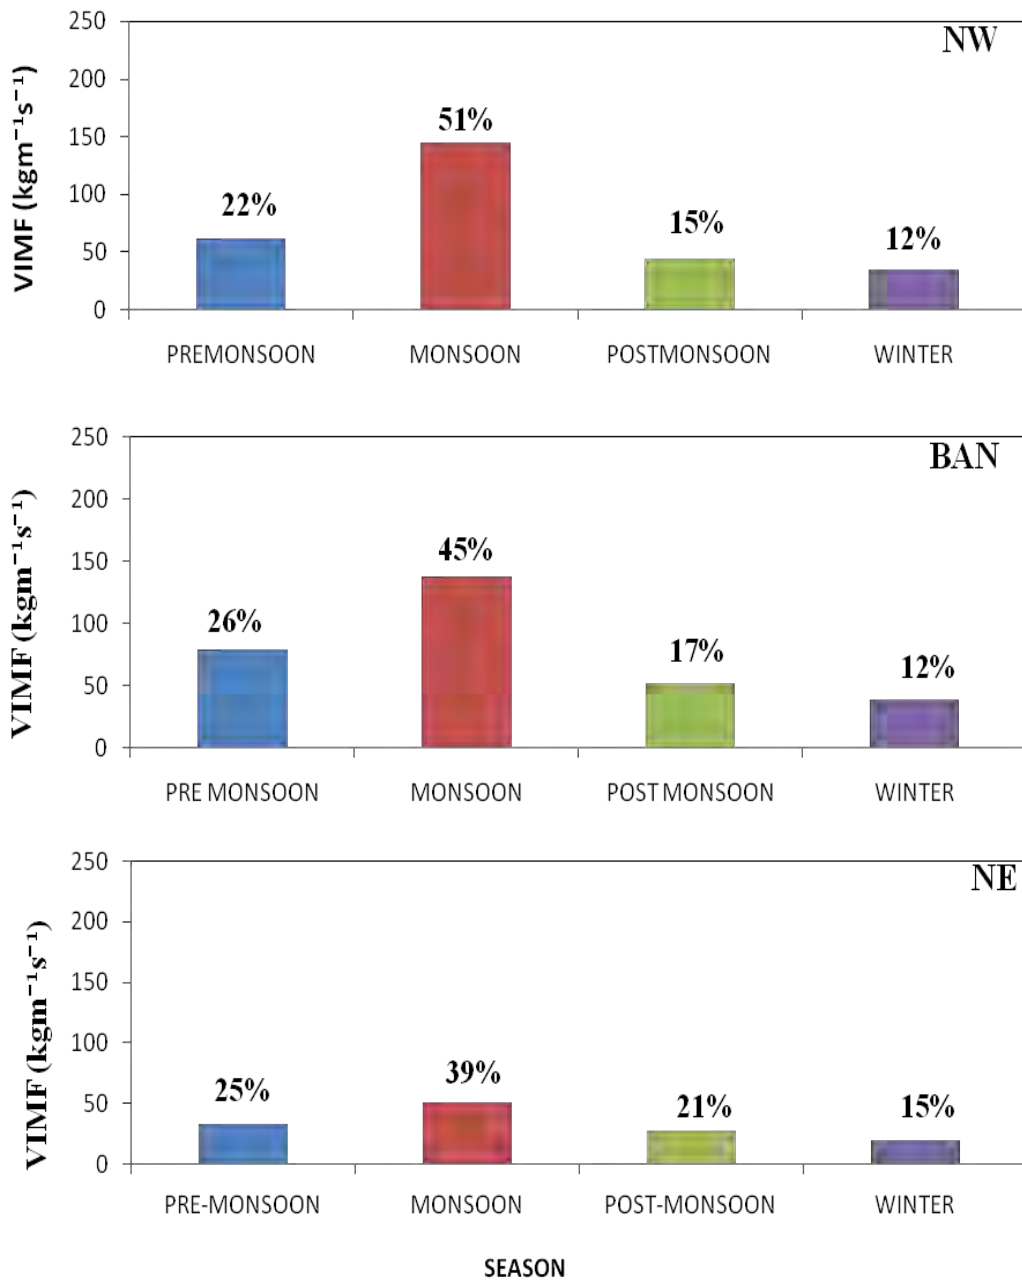 250
NW
200
150
100
50
0
VIMF (kgm⁻¹s⁻¹)
22%
51%
15%
12%
PREMONSOON
MONSOON
POSTMONSOON
WINTER
250
BAN
200
150
100
50
0
VIMF (kgm⁻¹s⁻¹)
26%
45%
17%
12%
PRE MONSOON
MONSOON
POST MONSOON
WINTER
250
NE
200
150
100
50
0
VIMF (kgm⁻¹s⁻¹)
25%
39%
21%
15%
PRE-MONSOON
MONSOON
POST-MONSOON
WINTER
SEASON